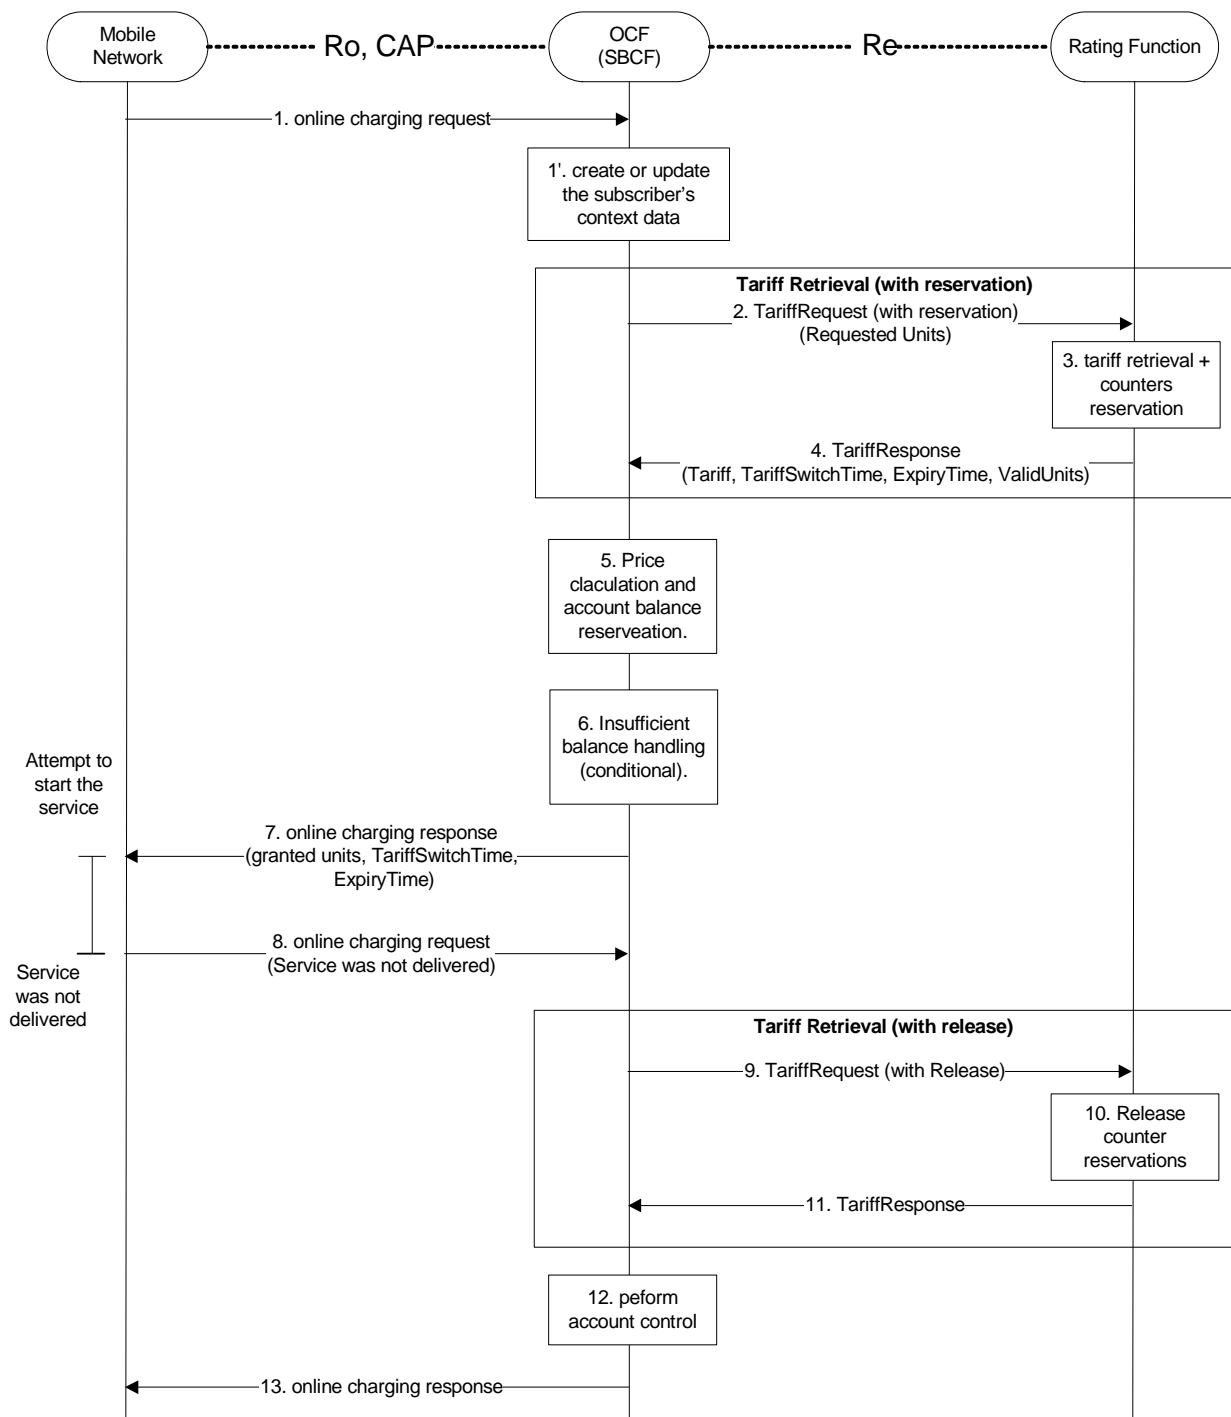 Mobile
Network
Ro, CAP
OCF
(SBCF)
Re
Rating Function
1. online charging request
1'. create or update
the subscriber's
context data
Tariff Retrieval (with reservation)
2. TariffRequest (with reservation)
(Requested Units)
3. tariff retrieval +
counters
reservation
4. TariffResponse
(Tariff, TariffSwitchTime, ExpiryTime, ValidUnits)
5. Price
claculation and
account balance
reserveation.
6. Insufficient
balance handling
(conditional).
Attempt to
start the
service
7. online charging response
(granted units, TariffSwitchTime,
ExpiryTime)
8. online charging request
(Service was not delivered)
Service
was not
delivered
Tariff Retrieval (with release)
9. TariffRequest (with Release)
10. Release
counter
reservations
11. TariffResponse
12. peform
account control
13. online charging response